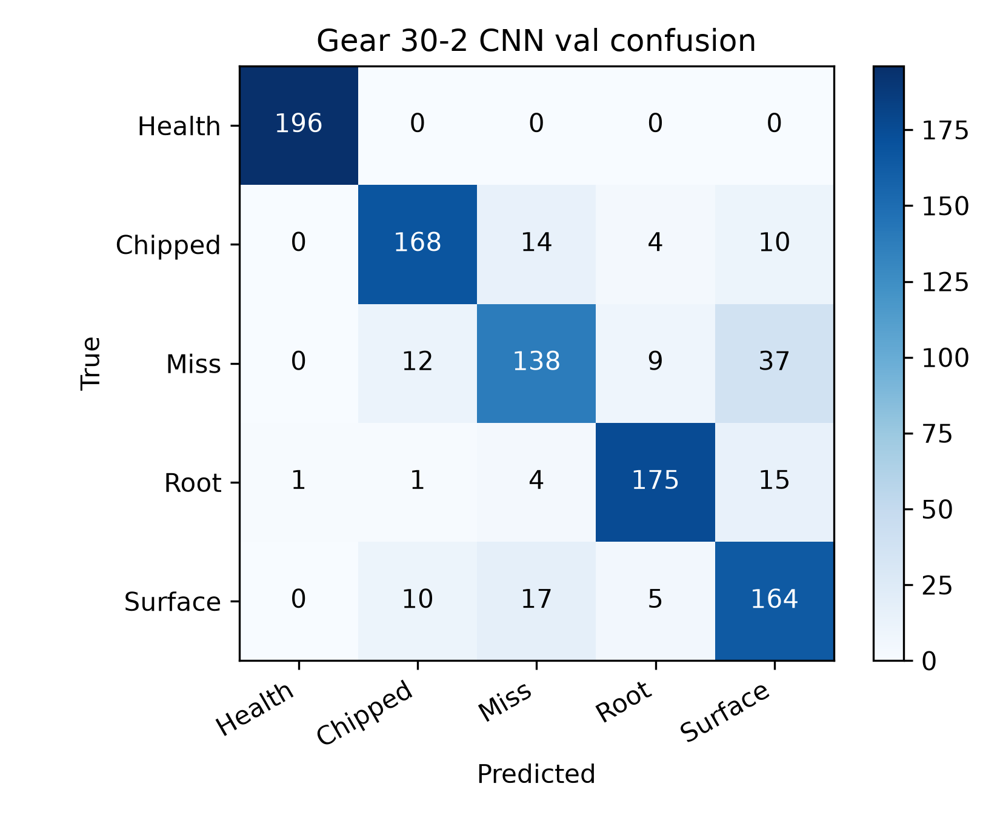 Gear 30-2 CNN val confusion
Health 196 0 0 0 0
Chipped 0 168 14 4 10
Miss 0 12 138 9 37
Root 1 1 4 175 15
Surface 0 10 17 5 164
True
Health Chipped Miss Root Surface
Predicted
175
150
125
100
75
50
25
0